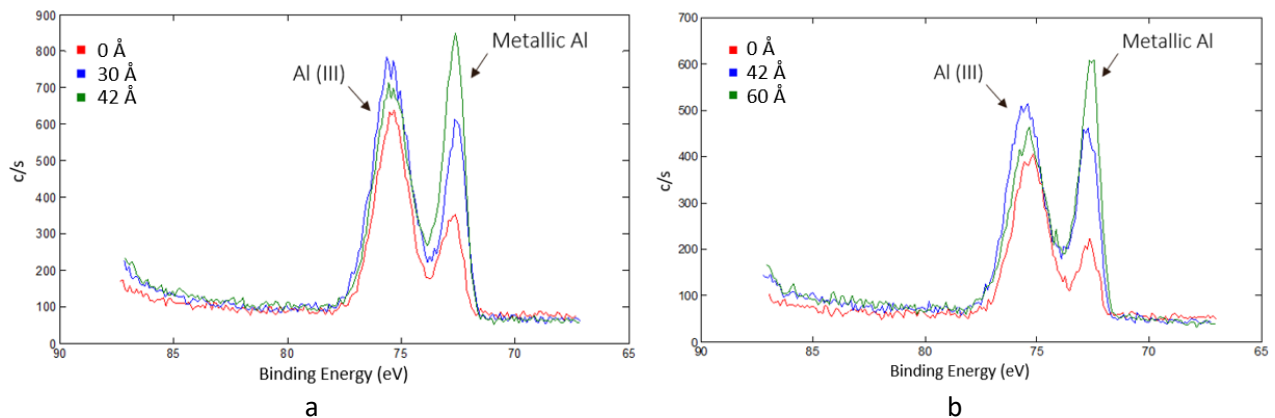 900
800
700
600
500
400
300
200
100
0
c/s
0 Å
30 Å
42 Å
Al (III)
Metallic Al
90
85
80
75
70
65
Binding Energy (eV)
a
700
600
500
400
300
200
100
0
c/s
0 Å
42 Å
60 Å
Al (III)
Metallic Al
90
85
80
75
70
65
Binding Energy (eV)
b